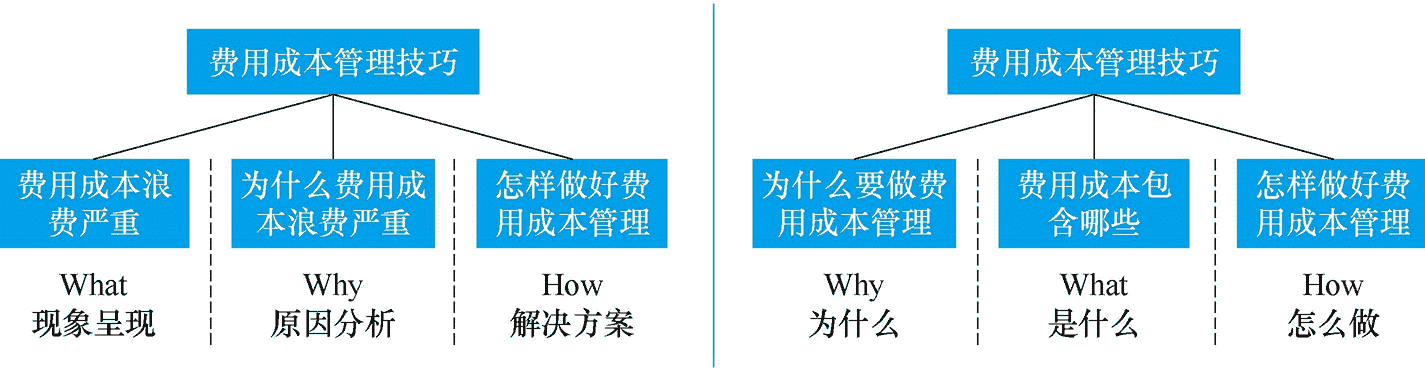 费用成本管理技巧
费用成本浪
费严重
为什么费用成
本浪费严重
怎样做好费
用成本管理
What
现象呈现
Why
原因分析
How
解决方案
费用成本管理技巧
为什么要做费
用成本管理
费用成本包
含哪些
怎样做好费
用成本管理
Why
为什么
What
是什么
How
怎么做